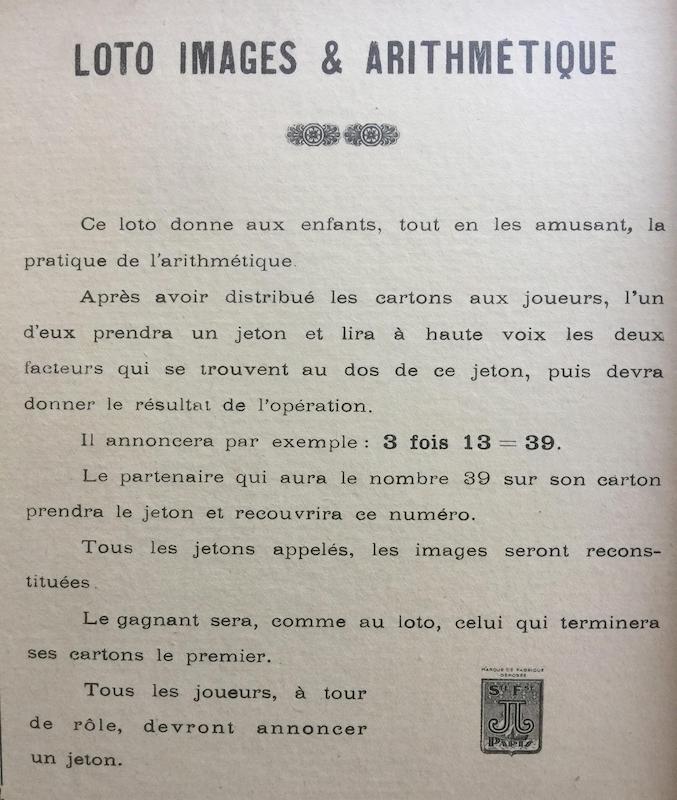 LOTO IMAGES & ARITHMÉTIQUE
Ce loto donne aux enfants, tout en les amusant, la
pratique de l'arithmétique.
Après avoir distribué les cartons aux joueurs, l'un
d'eux prendra un jeton et lira à haute voix les deux
facteurs qui se trouvent au dos de ce jeton, puis devra
donner le résultat de l'opération.
Il annoncera par exemple : 3 fois 13 = 39.
Le partenaire qui aura le nombre 39 sur son carton
prendra le jeton et recouvrira ce numéro.
Tous les jetons appelés, les images seront recons-
tituées.
Le gagnant sera, comme au loto, celui qui terminera
ses cartons le premier.
Tous les joueurs, à tour
de rôle, devront annoncer
un jeton.
MARQUE DE FABRIQUE
DÉPOSÉE
JL
PARIS